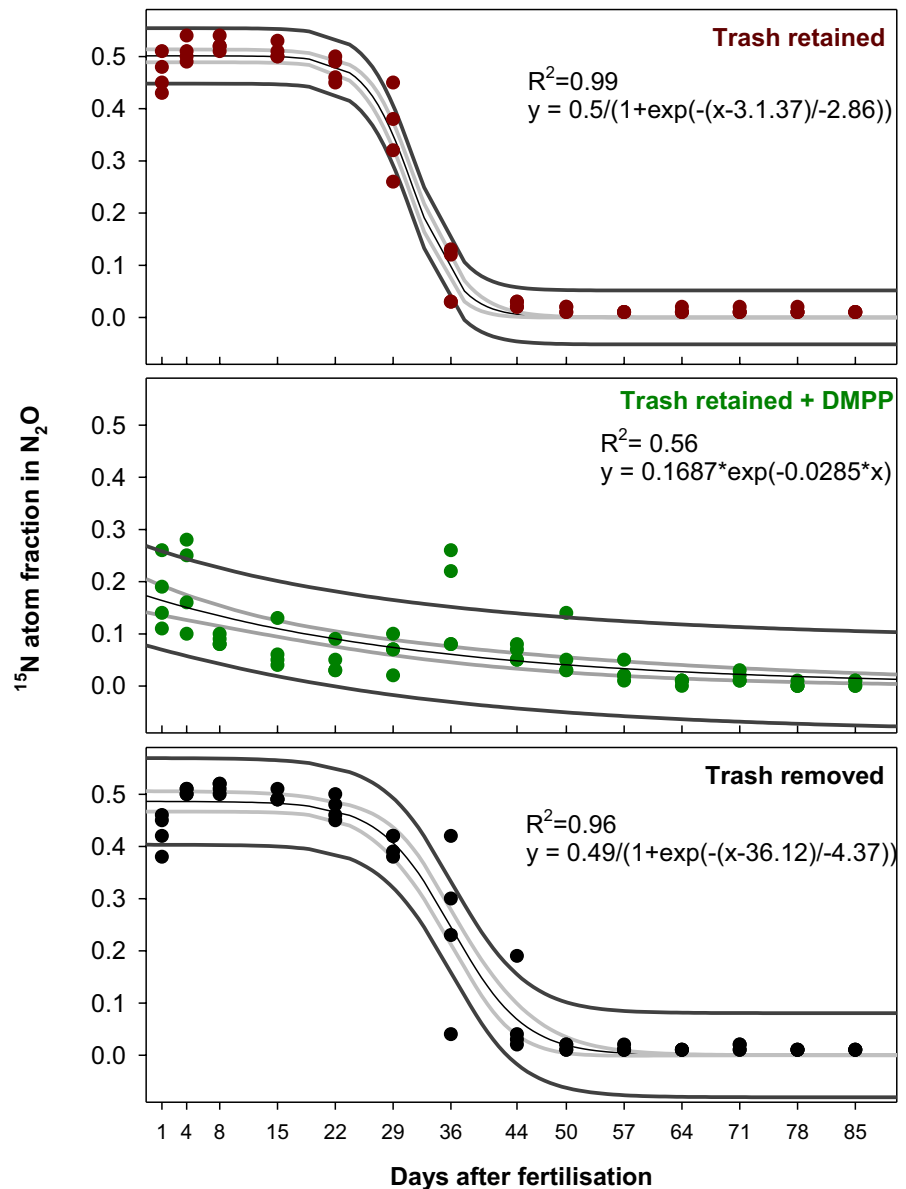 Trash retained
R²=0.99
y = 0.5/(1+exp(-(x-3.1.37)/-2.86))
0.5
0.4
0.3
0.2
0.1
0.0
Trash retained + DMPP
R²= 0.56
y = 0.1687*exp(-0.0285*x)
0.5
0.4
0.3
0.2
0.1
0.0
¹⁵N atom fraction in N₂O
Trash removed
R²=0.96
y = 0.49/(1+exp(-(x-36.12)/-4.37))
0.5
0.4
0.3
0.2
0.1
0.0
1 4 8 15 22 29 36 44 50 57 64 71 78 85
Days after fertilisation